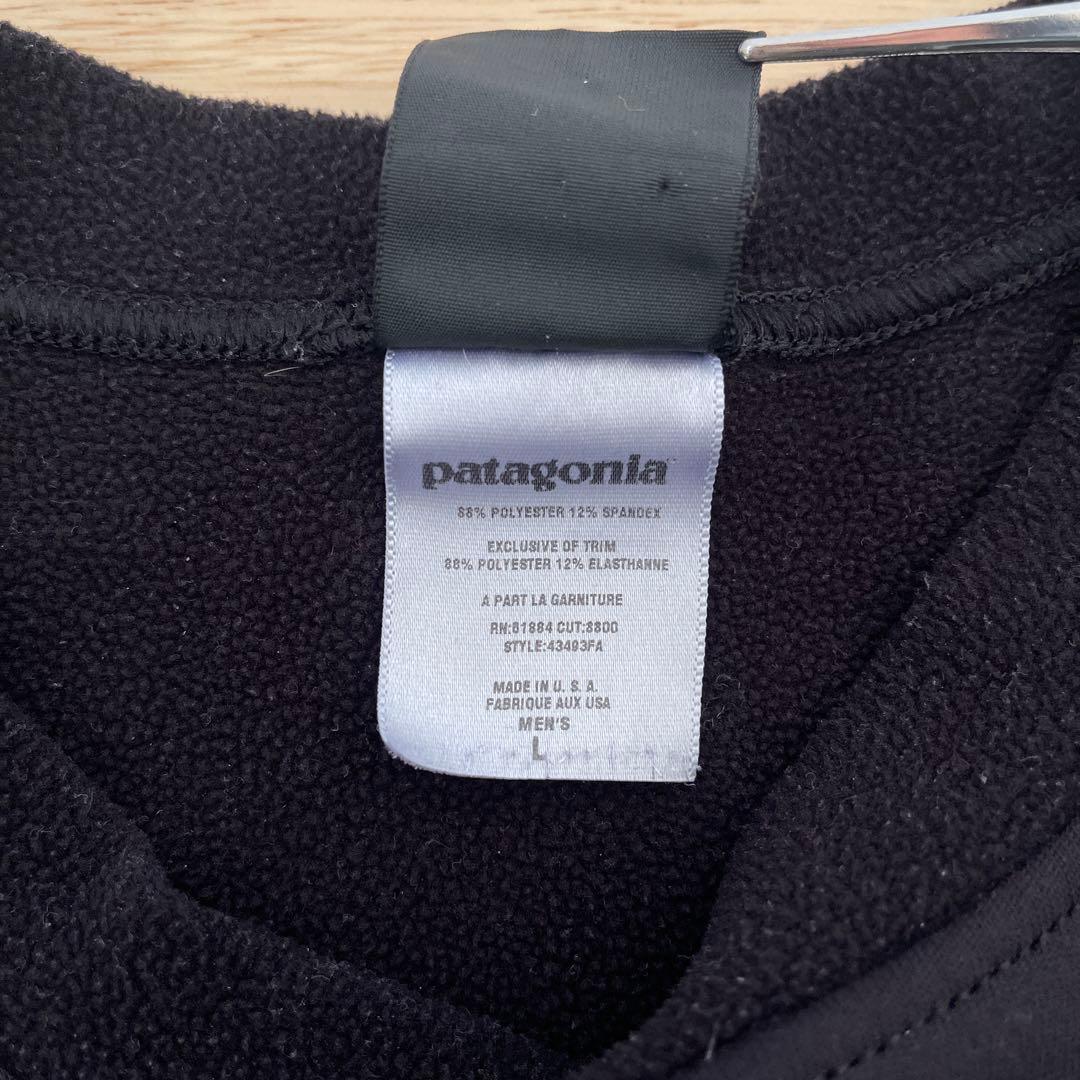 patagonia
88% POLYESTER 12% SPANDEX
EXCLUSIVE OF TRIM
88% POLYESTER 12% ELASTHANNE
A PART LA GARNITURE
RN:51884 CUT:8800
STYLE:43493FA
MADE IN U. S. A.
FABRIQUE AUX USA
MEN'S
L